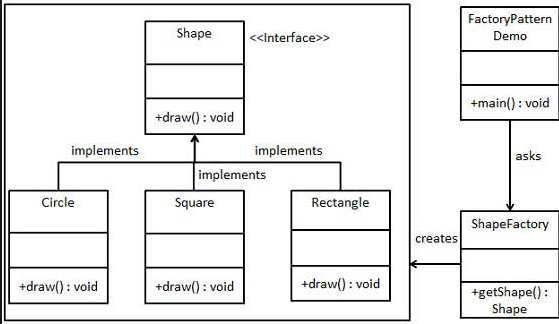 Shape
<<Interface>>
+draw() : void
implements
implements
implements
Circle
+draw() : void
Square
+draw() : void
Rectangle
+draw() : void
FactoryPattern
Demo
+main() : void
asks
ShapeFactory
+getShape() :
Shape
creates